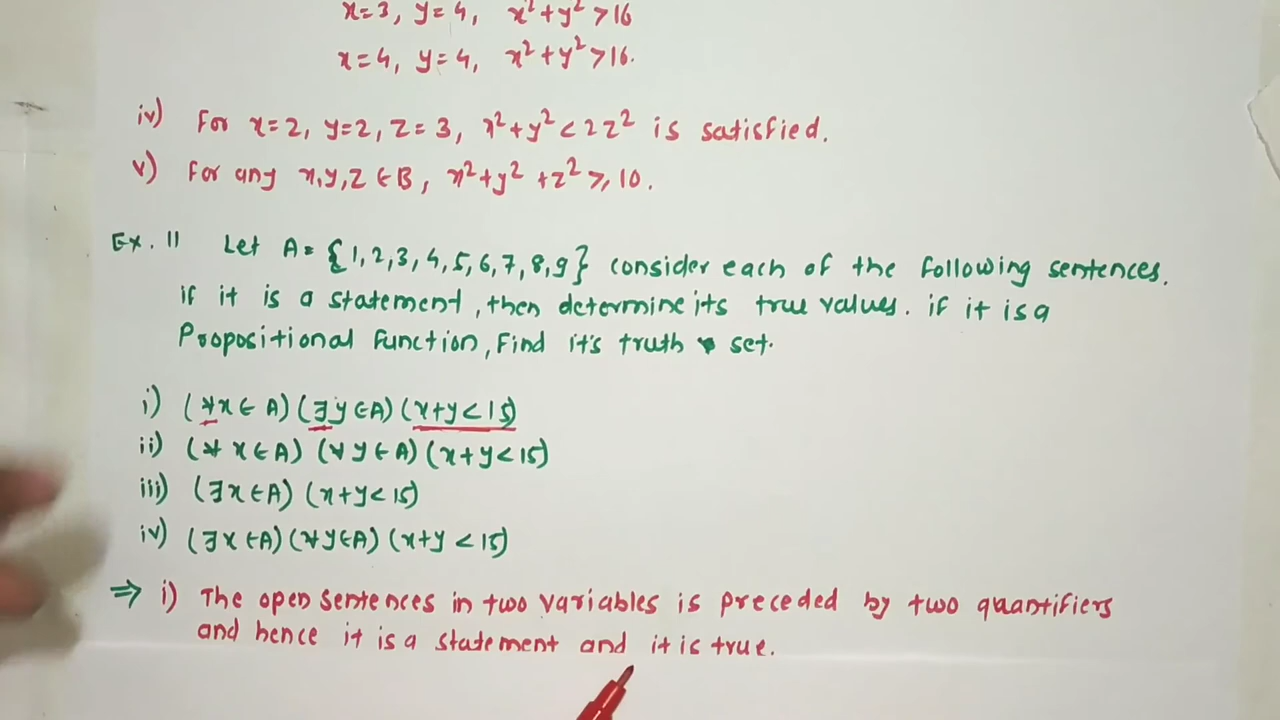 x=3, y=4, x²+y²>16
x=4, y=4, x²+y²>16.
iv) For x=2, y=2, z=3, x²+y²<2z² is satisfied.
v) For any x,y,z ∈ B, x²+y²+z²≥10.
Ex. 11 Let A= {1,2,3,4,5,6,7,8,9} consider each of the following sentences.
if it is a statement, then determine its true values. if it is a
Propositional Function, Find it's truth set.
i) (∀x∈A)(∃y∈A)(x+y<15)
ii) (∀x∈A)(∀y∈A)(x+y<15)
iii) (∃x∈A)(x+y<15)
iv) (∃x∈A)(∀y∈A)(x+y<15)
⇒ i) The open sentences in two variables is preceded by two quantifiers
and hence it is a statement and it is true.